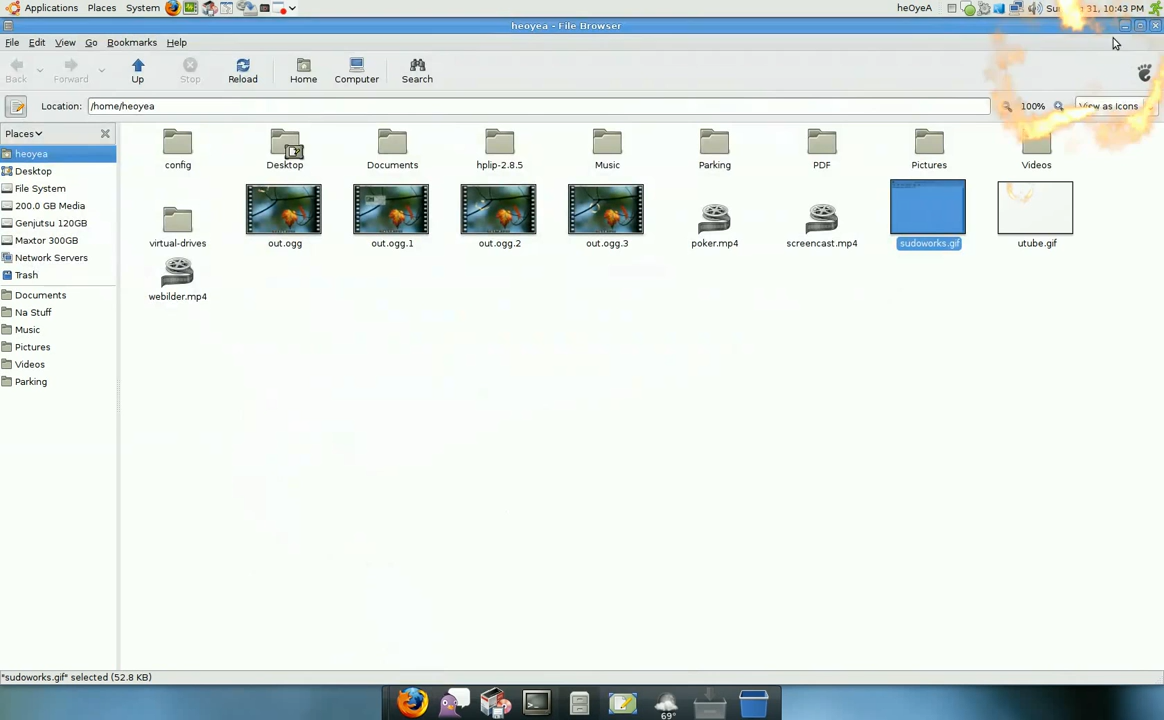 Applications Places System heOyeA 31, 10:43 PM
heoyea - File Browser
File Edit View Go Bookmarks Help
Back Forward Up Stop Reload Home Computer Search
Location: /home/heoyea 100% View as Icons
Places
heoyea
Desktop
File System
200.0 GB Media
Genjutsu 120GB
Maxtor 300GB
Network Servers
Trash
Documents
Na Stuff
Music
Pictures
Videos
Parking
config Desktop Documents hplip-2.8.5 Music Parking PDF Pictures Videos
virtual-drives out.ogg out.ogg.1 out.ogg.2 out.ogg.3 poker.mp4 screencast.mp4 sudoworks.gif utube.gif
webilder.mp4
"sudoworks.gif" selected (52.8 KB)
69°